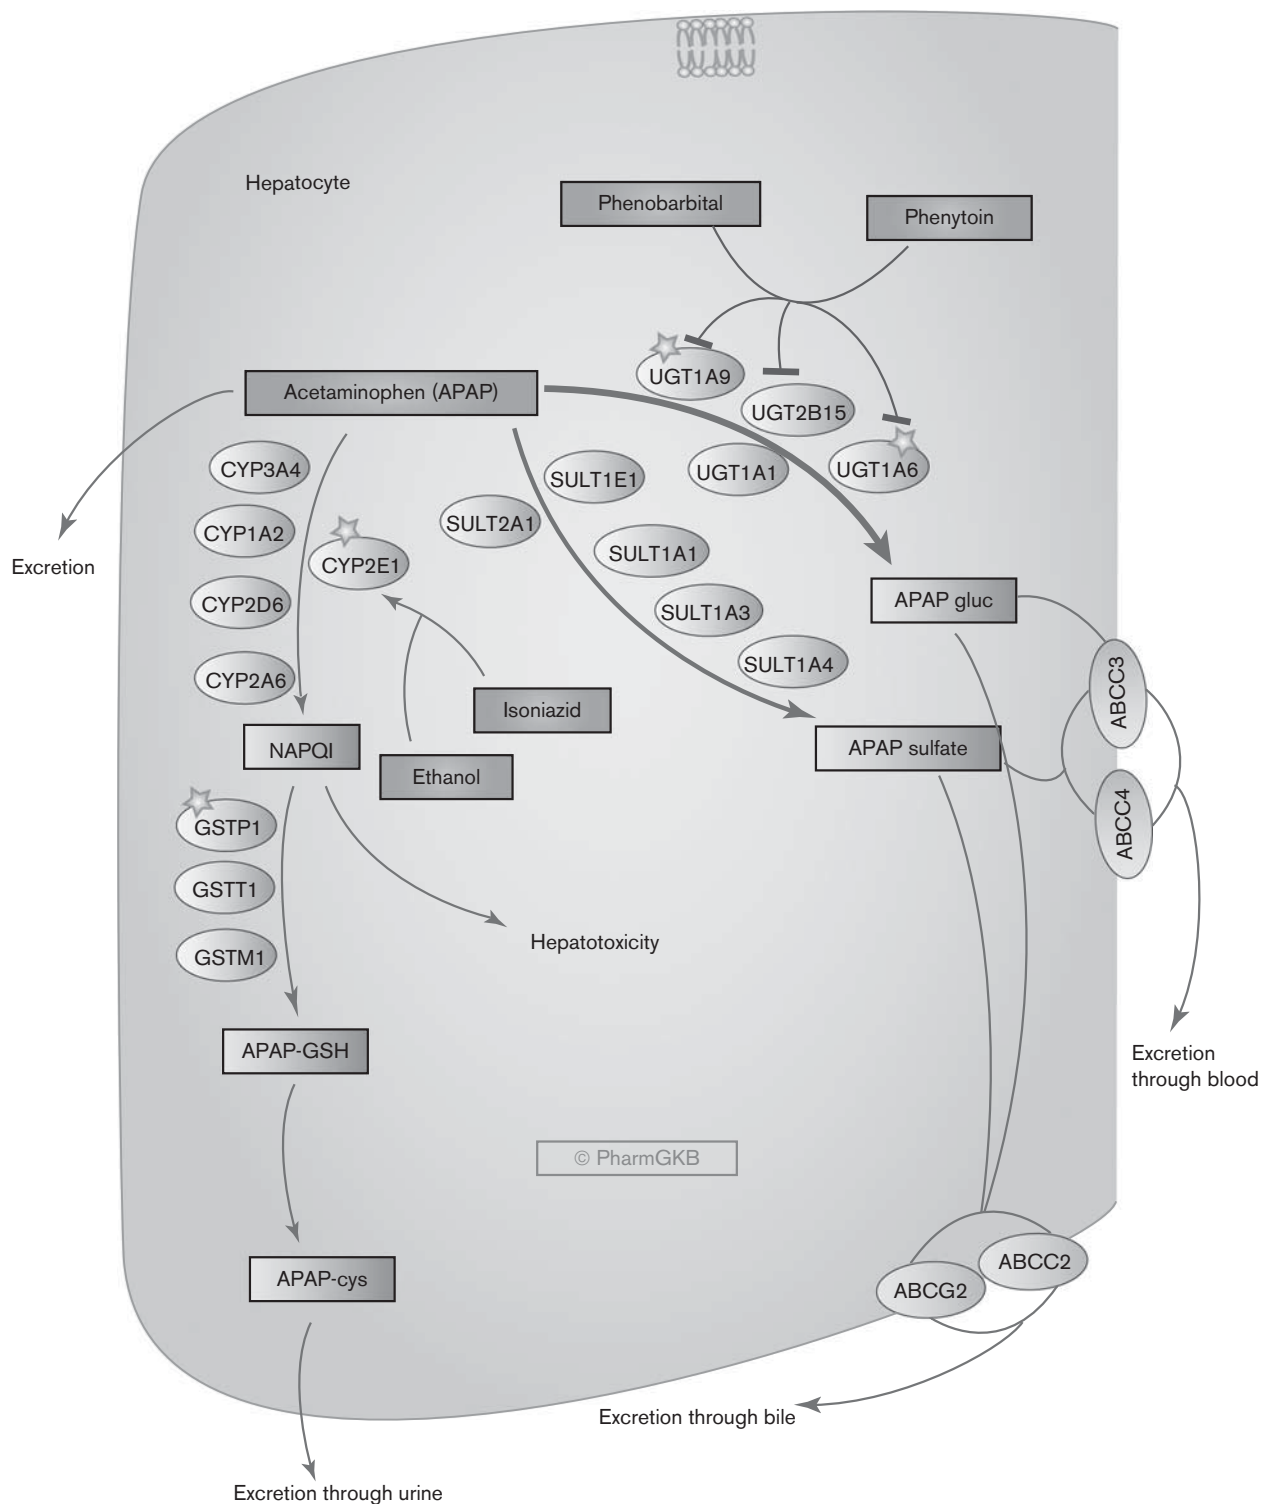 Hepatocyte
Phenobarbital
Phenytoin
UGT1A9
Acetaminophen (APAP)
UGT2B15
CYP3A4
SULT1E1
UGT1A1
UGT1A6
SULT2A1
CYP1A2
SULT1A1
CYP2E1
Excretion
CYP2D6
APAP gluc
SULT1A3
SULT1A4
CYP2A6
ABCC3
Isoniazid
NAPQI
APAP sulfate
Ethanol
ABCC4
GSTP1
GSTT1
Hepatotoxicity
GSTM1
APAP-GSH
Excretion
through blood
© PharmGKB
ABCC2
APAP-cys
ABCG2
Excretion through bile
Excretion through urine